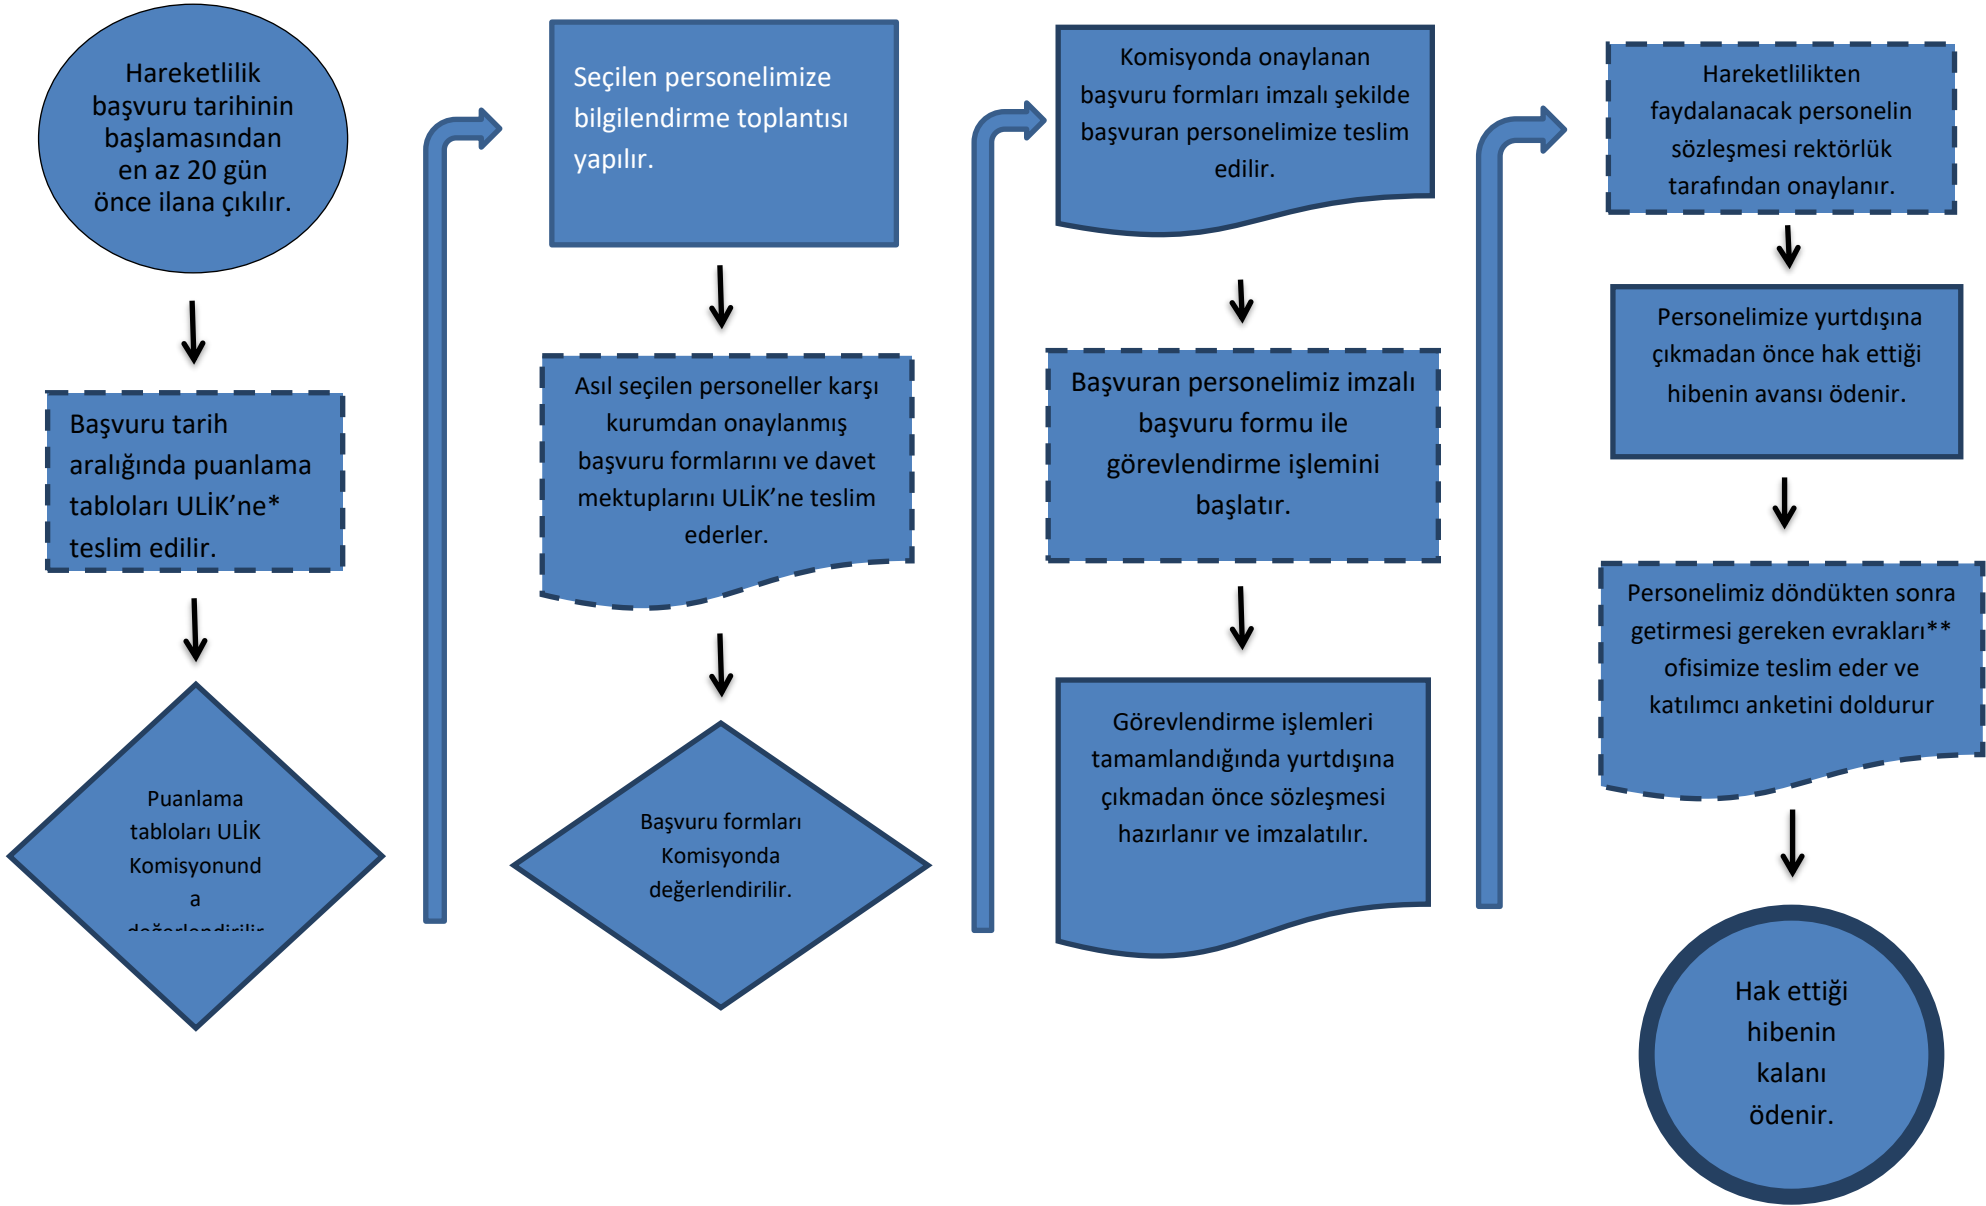 Hareketlilik
başvuru tarihinin
başlamasından
en az 20 gün
önce ilana çıkılır.
Başvuru tarih
aralığında puanlama
tabloları ULİK’ne*
teslim edilir.
Puanlama
tabloları ULİK
Komisyonund
a
değerlendirilir
Seçilen personelimize
bilgilendirme toplantısı
yapılır.
Asıl seçilen personeller karşı
kurumdan onaylanmış
başvuru formlarını ve davet
mektuplarını ULİK’ne teslim
ederler.
Başvuru formları
Komisyonda
değerlendirilir.
Komisyonda onaylanan
başvuru formları imzalı şekilde
başvuran personelimize teslim
edilir.
Başvuran personelimiz imzalı
başvuru formu ile
görevlendirme işlemini
başlatır.
Görevlendirme işlemleri
tamamlandığında yurtdışına
çıkmadan önce sözleşmesi
hazırlanır ve imzalatılır.
Hareketlilikten
faydalanacak personelin
sözleşmesi rektörlük
tarafından onaylanır.
Personelimize yurtdışına
çıkmadan önce hak ettiği
hibenin avansı ödenir.
Personelimiz döndükten sonra
getirmesi gereken evrakları**
ofisimize teslim eder ve
katılımcı anketini doldurur
Hak ettiği
hibenin
kalanı
ödenir.